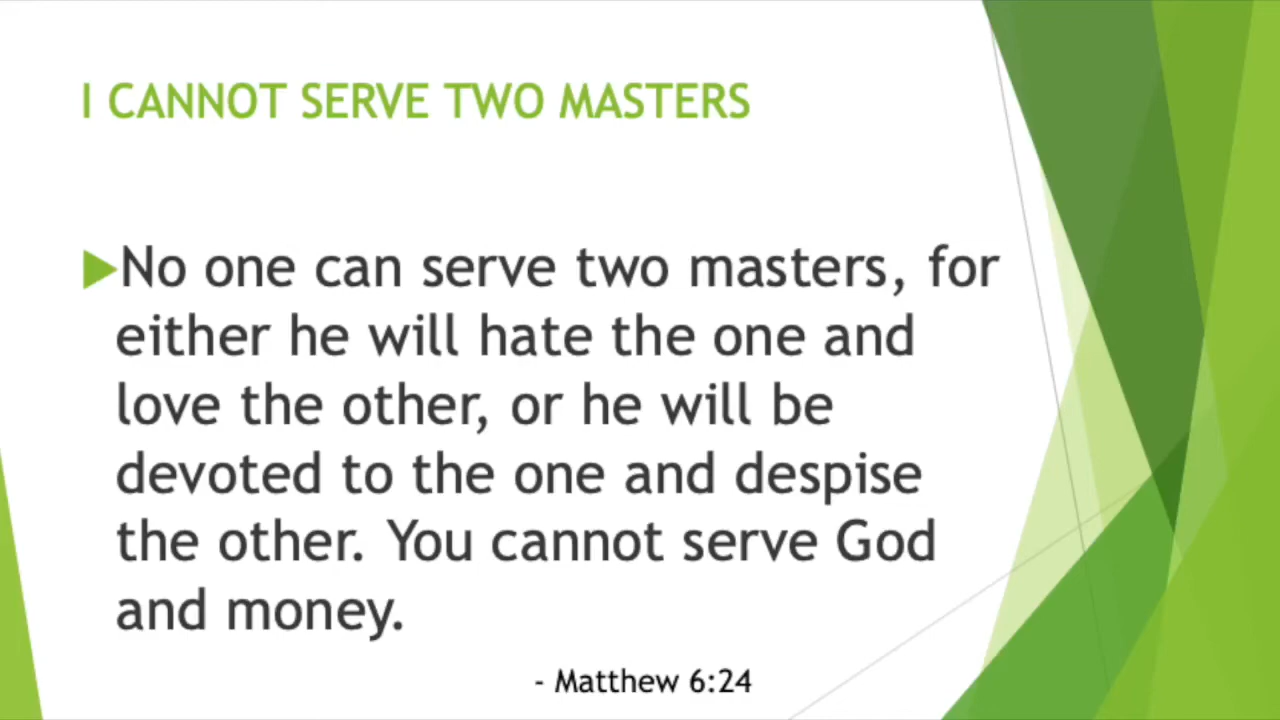 I CANNOT SERVE TWO MASTERS
No one can serve two masters, for
either he will hate the one and
love the other, or he will be
devoted to the one and despise
the other. You cannot serve God
and money.
- Matthew 6:24